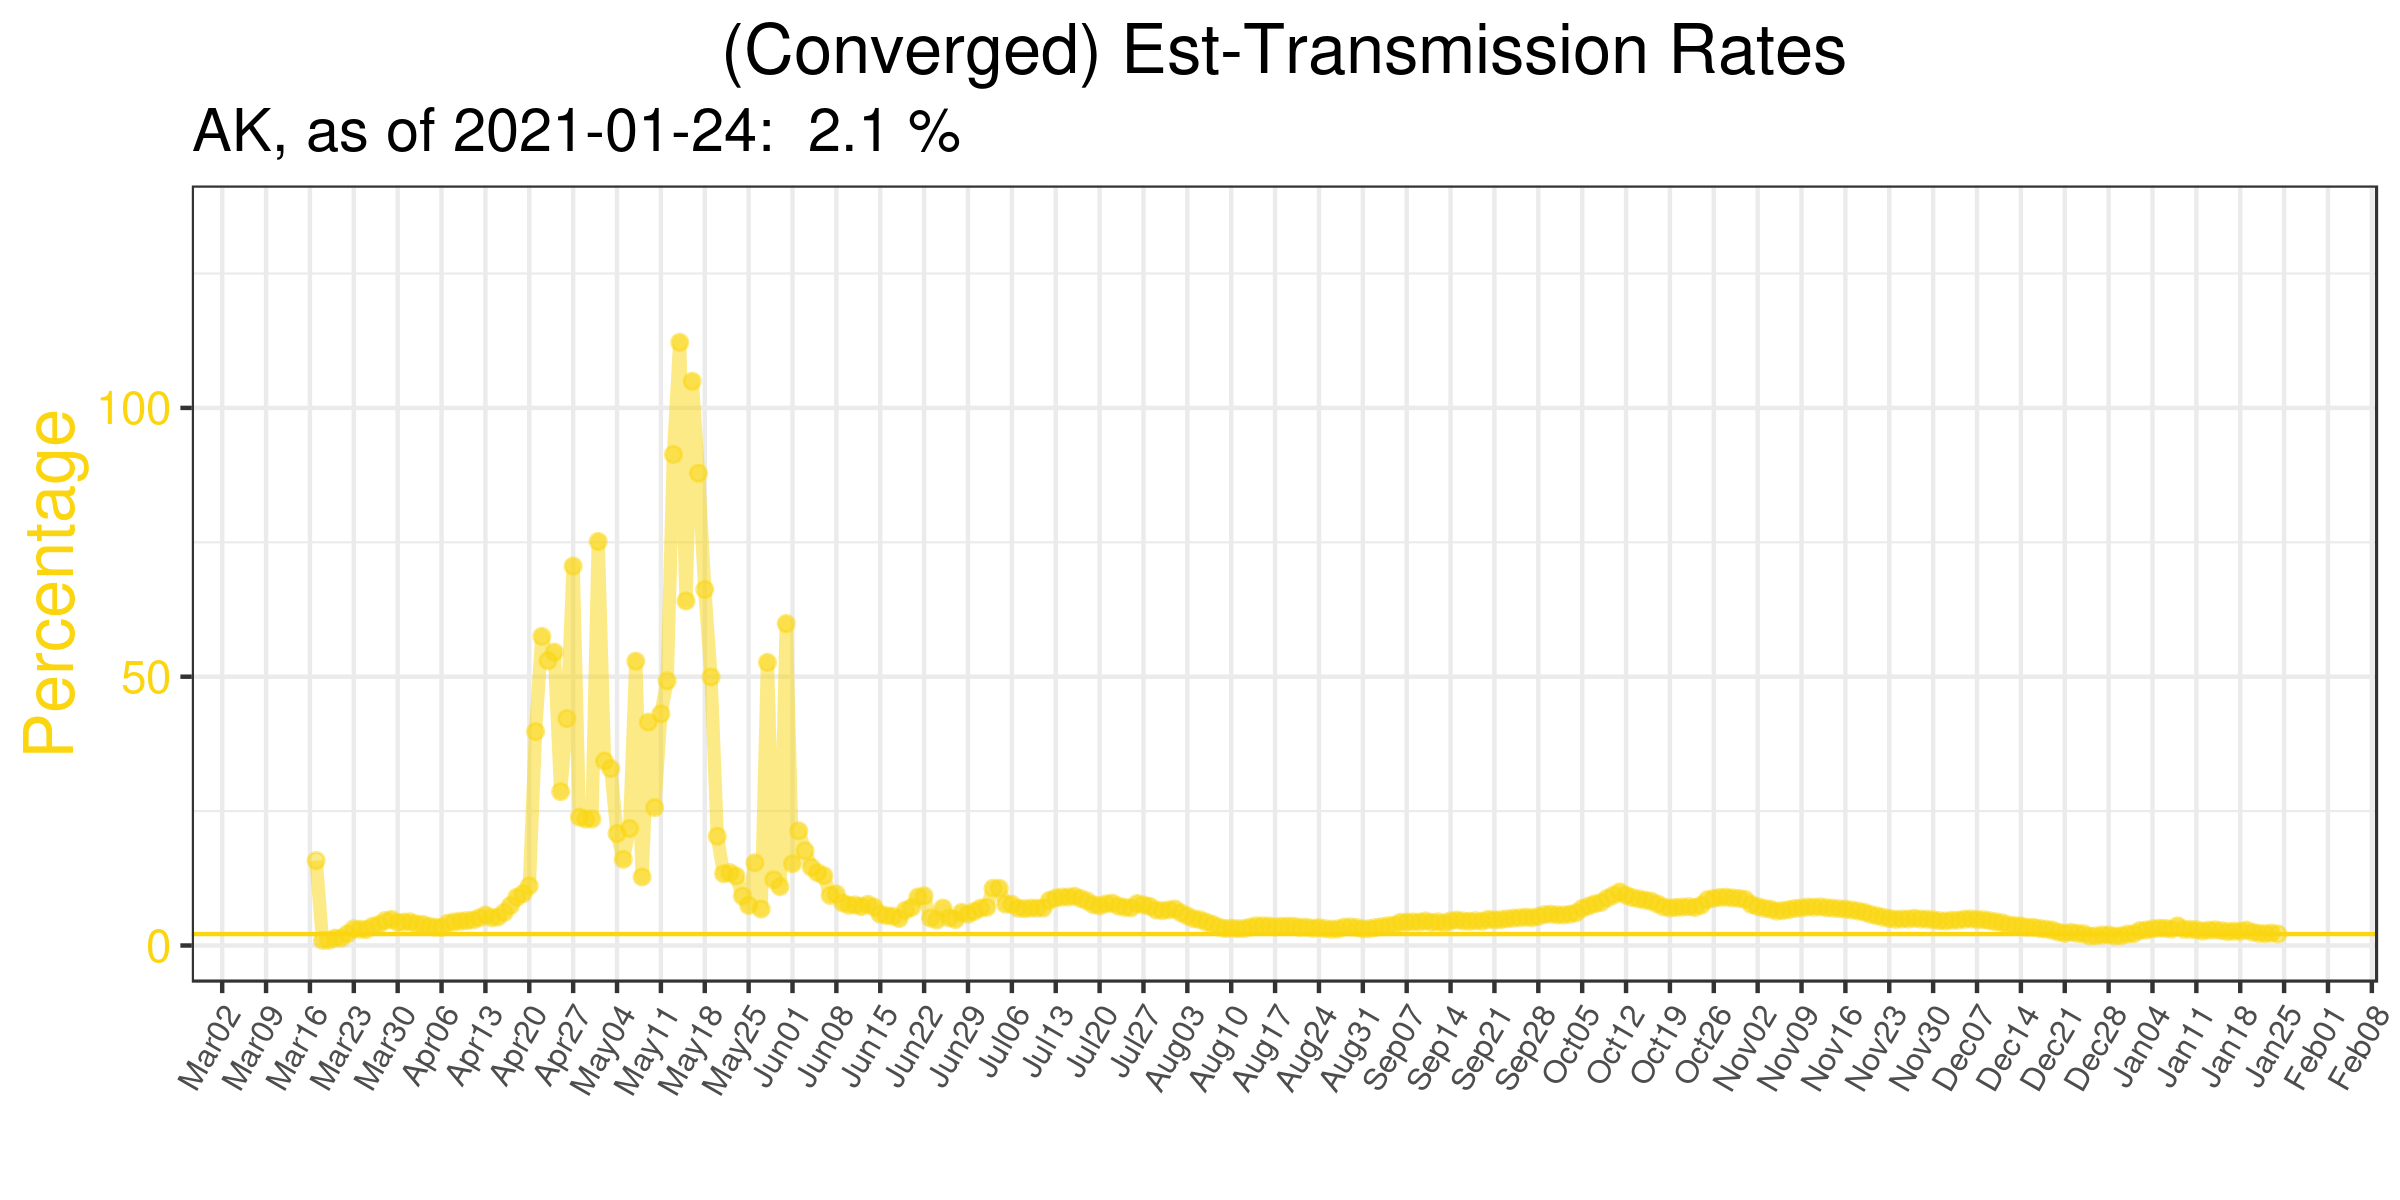 (Converged) Est-Transmission Rates
AK, as of 2021-01-24:  2.1 %
Percentage
100
50
0
Mar02
Mar09
Mar16
Mar23
Mar30
Apr06
Apr13
Apr20
Apr27
May04
May11
May18
May25
Jun01
Jun08
Jun15
Jun22
Jun29
Jul06
Jul13
Jul20
Jul27
Aug03
Aug10
Aug17
Aug24
Aug31
Sep07
Sep14
Sep21
Sep28
Oct05
Oct12
Oct19
Oct26
Nov02
Nov09
Nov16
Nov23
Nov30
Dec07
Dec14
Dec21
Dec28
Jan04
Jan11
Jan18
Jan25
Feb01
Feb08